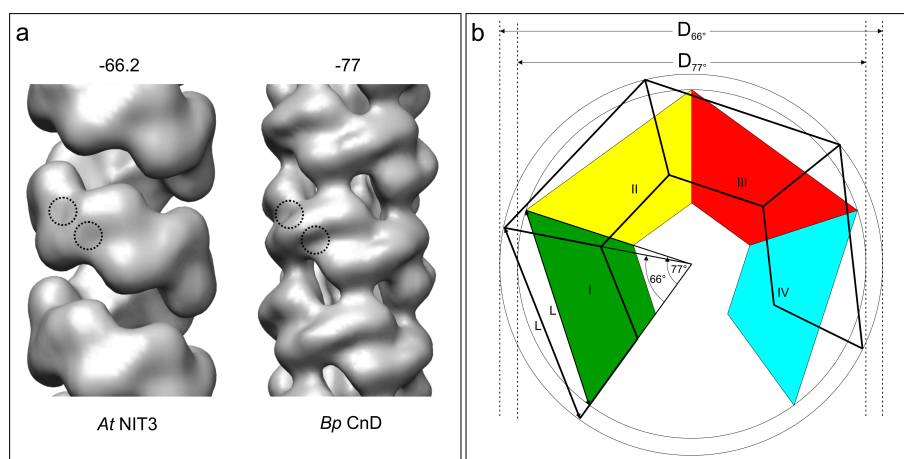 a
-66.2
-77
At NIT3
Bp CnD
b
D66°
D77°
II
III
I
IV
66°
77°
L
L